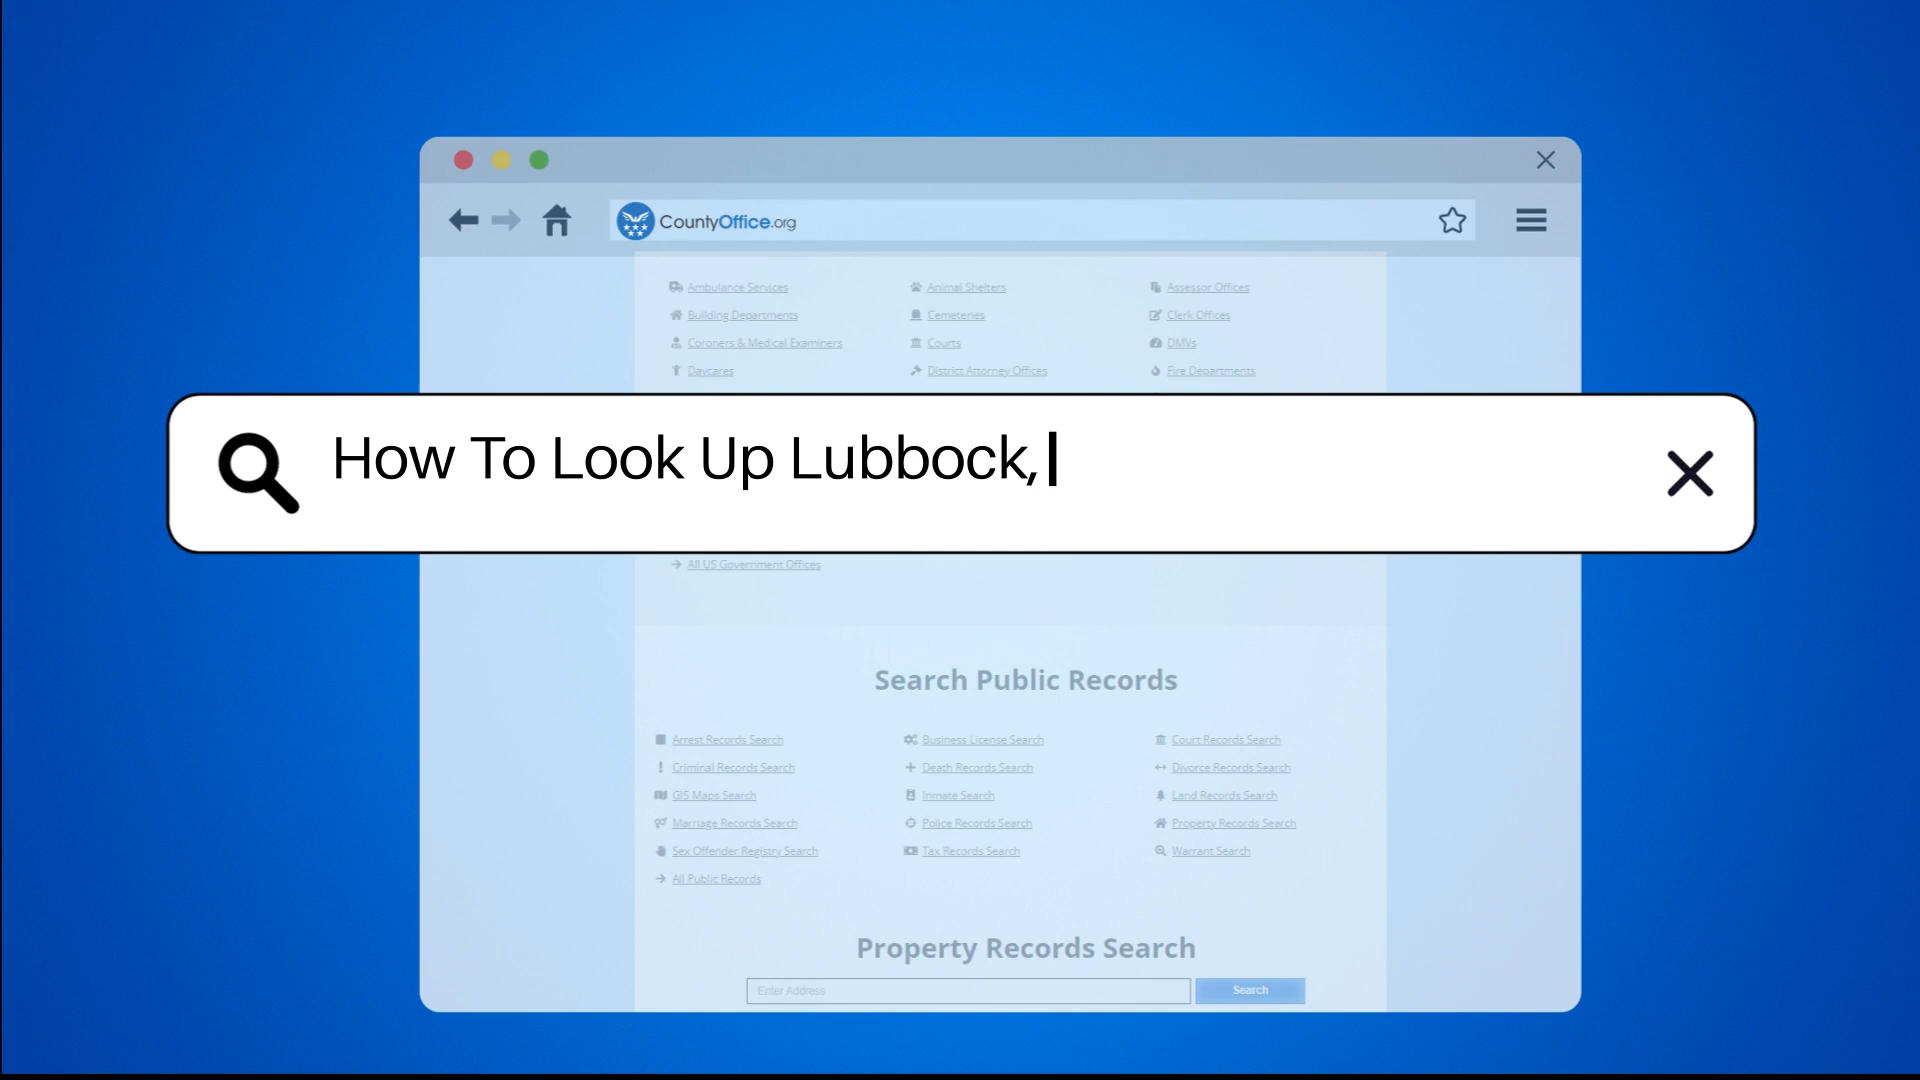 CountyOffice.org
Ambulance Services Animal Shelters Assessor Offices
Building Departments Cemeteries Clerk Offices
Coroners & Medical Examiners Courts DMVs
Daycares District Attorney Offices Fire Departments
How To Look Up Lubbock,
All US Government Offices
Search Public Records
Arrest Records Search Business License Search Court Records Search
Criminal Records Search Death Records Search Divorce Records Search
GIS Maps Search Inmate Search Land Records Search
Marriage Records Search Police Records Search Property Records Search
Sex Offender Registry Search Tax Records Search Warrant Search
All Public Records
Property Records Search
Enter Address Search